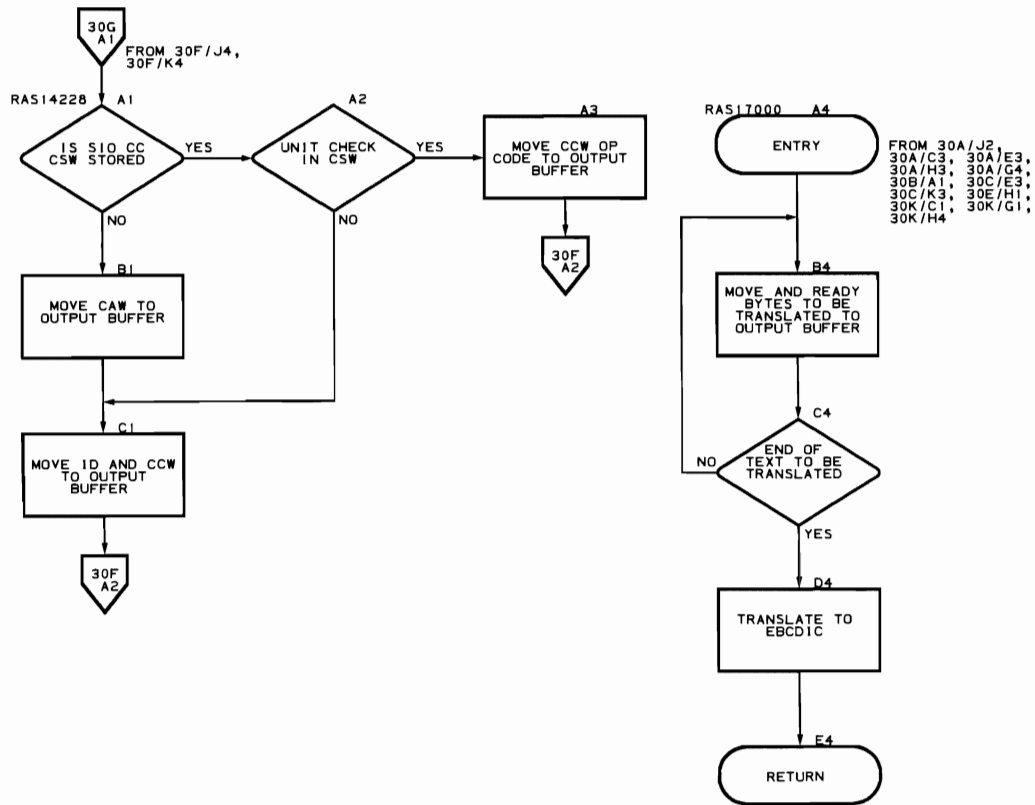 30G
A1
FROM 30F/J4,
30F/K4
RAS14228
A1
IS SIO CC
CSW STORED
YES
NO
A2
UNIT CHECK
IN CSW
YES
NO
A3
MOVE CCW OP
CODE TO OUTPUT
BUFFER
30F
A2
B1
MOVE CAW TO
OUTPUT BUFFER
C1
MOVE ID AND CCW
TO OUTPUT
BUFFER
30F
A2
RAS17000
A4
ENTRY
FROM 30A/J2,
30A/C3, 30A/E3,
30A/H3, 30A/G4,
30B/A1, 30C/E3,
30C/K3, 30E/H1,
30K/C1, 30K/G1,
30K/H4
B4
MOVE AND READY
BYTES TO BE
TRANSLATED TO
OUTPUT BUFFER
C4
END OF
TEXT TO BE
TRANSLATED
NO
YES
D4
TRANSLATE TO
EBCDIC
E4
RETURN